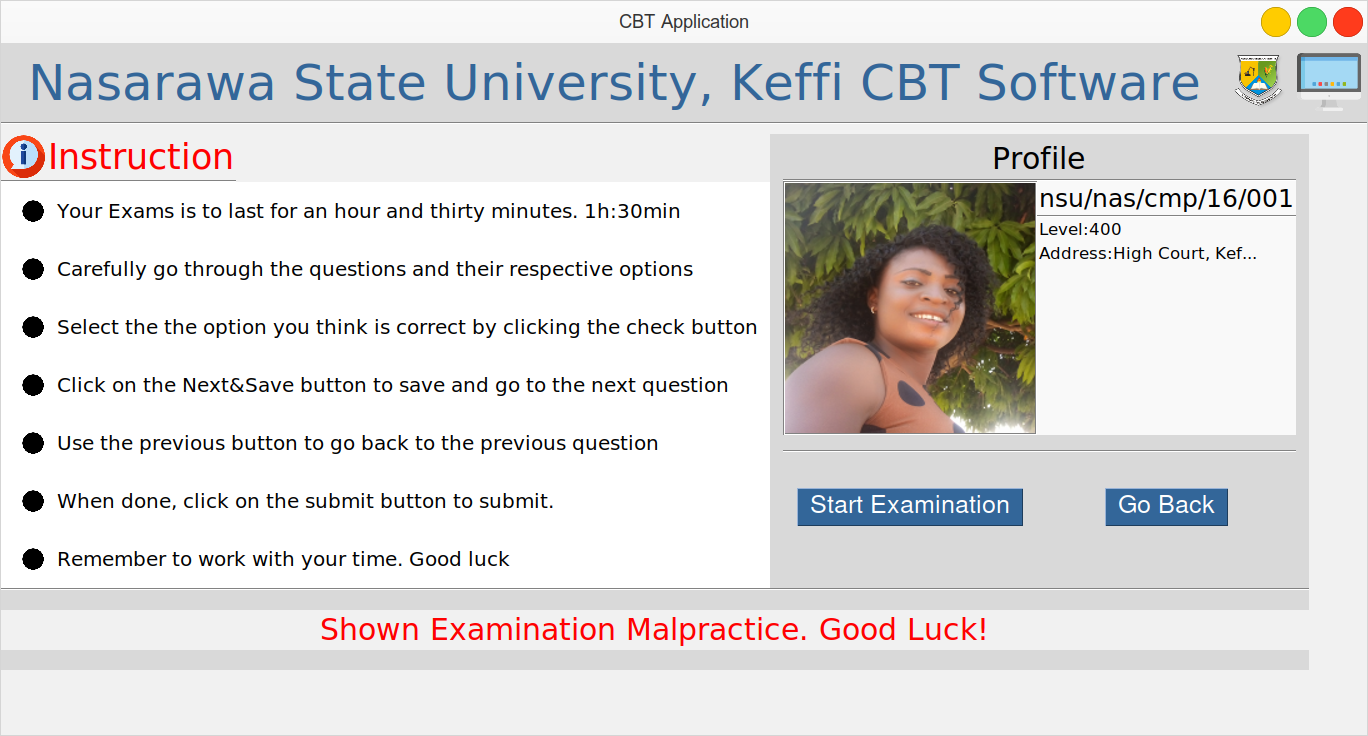 CBT Application
Nasarawa State University, Keffi CBT Software
Instruction
Your Exams is to last for an hour and thirty minutes. 1h:30min
Carefully go through the questions and their respective options
Select the the option you think is correct by clicking the check button
Click on the Next&Save button to save and go to the next question
Use the previous button to go back to the previous question
When done, click on the submit button to submit.
Remember to work with your time. Good luck
Profile
nsu/nas/cmp/16/001
Level:400
Address:High Court, Kef...
Start Examination
Go Back
Shown Examination Malpractice. Good Luck!